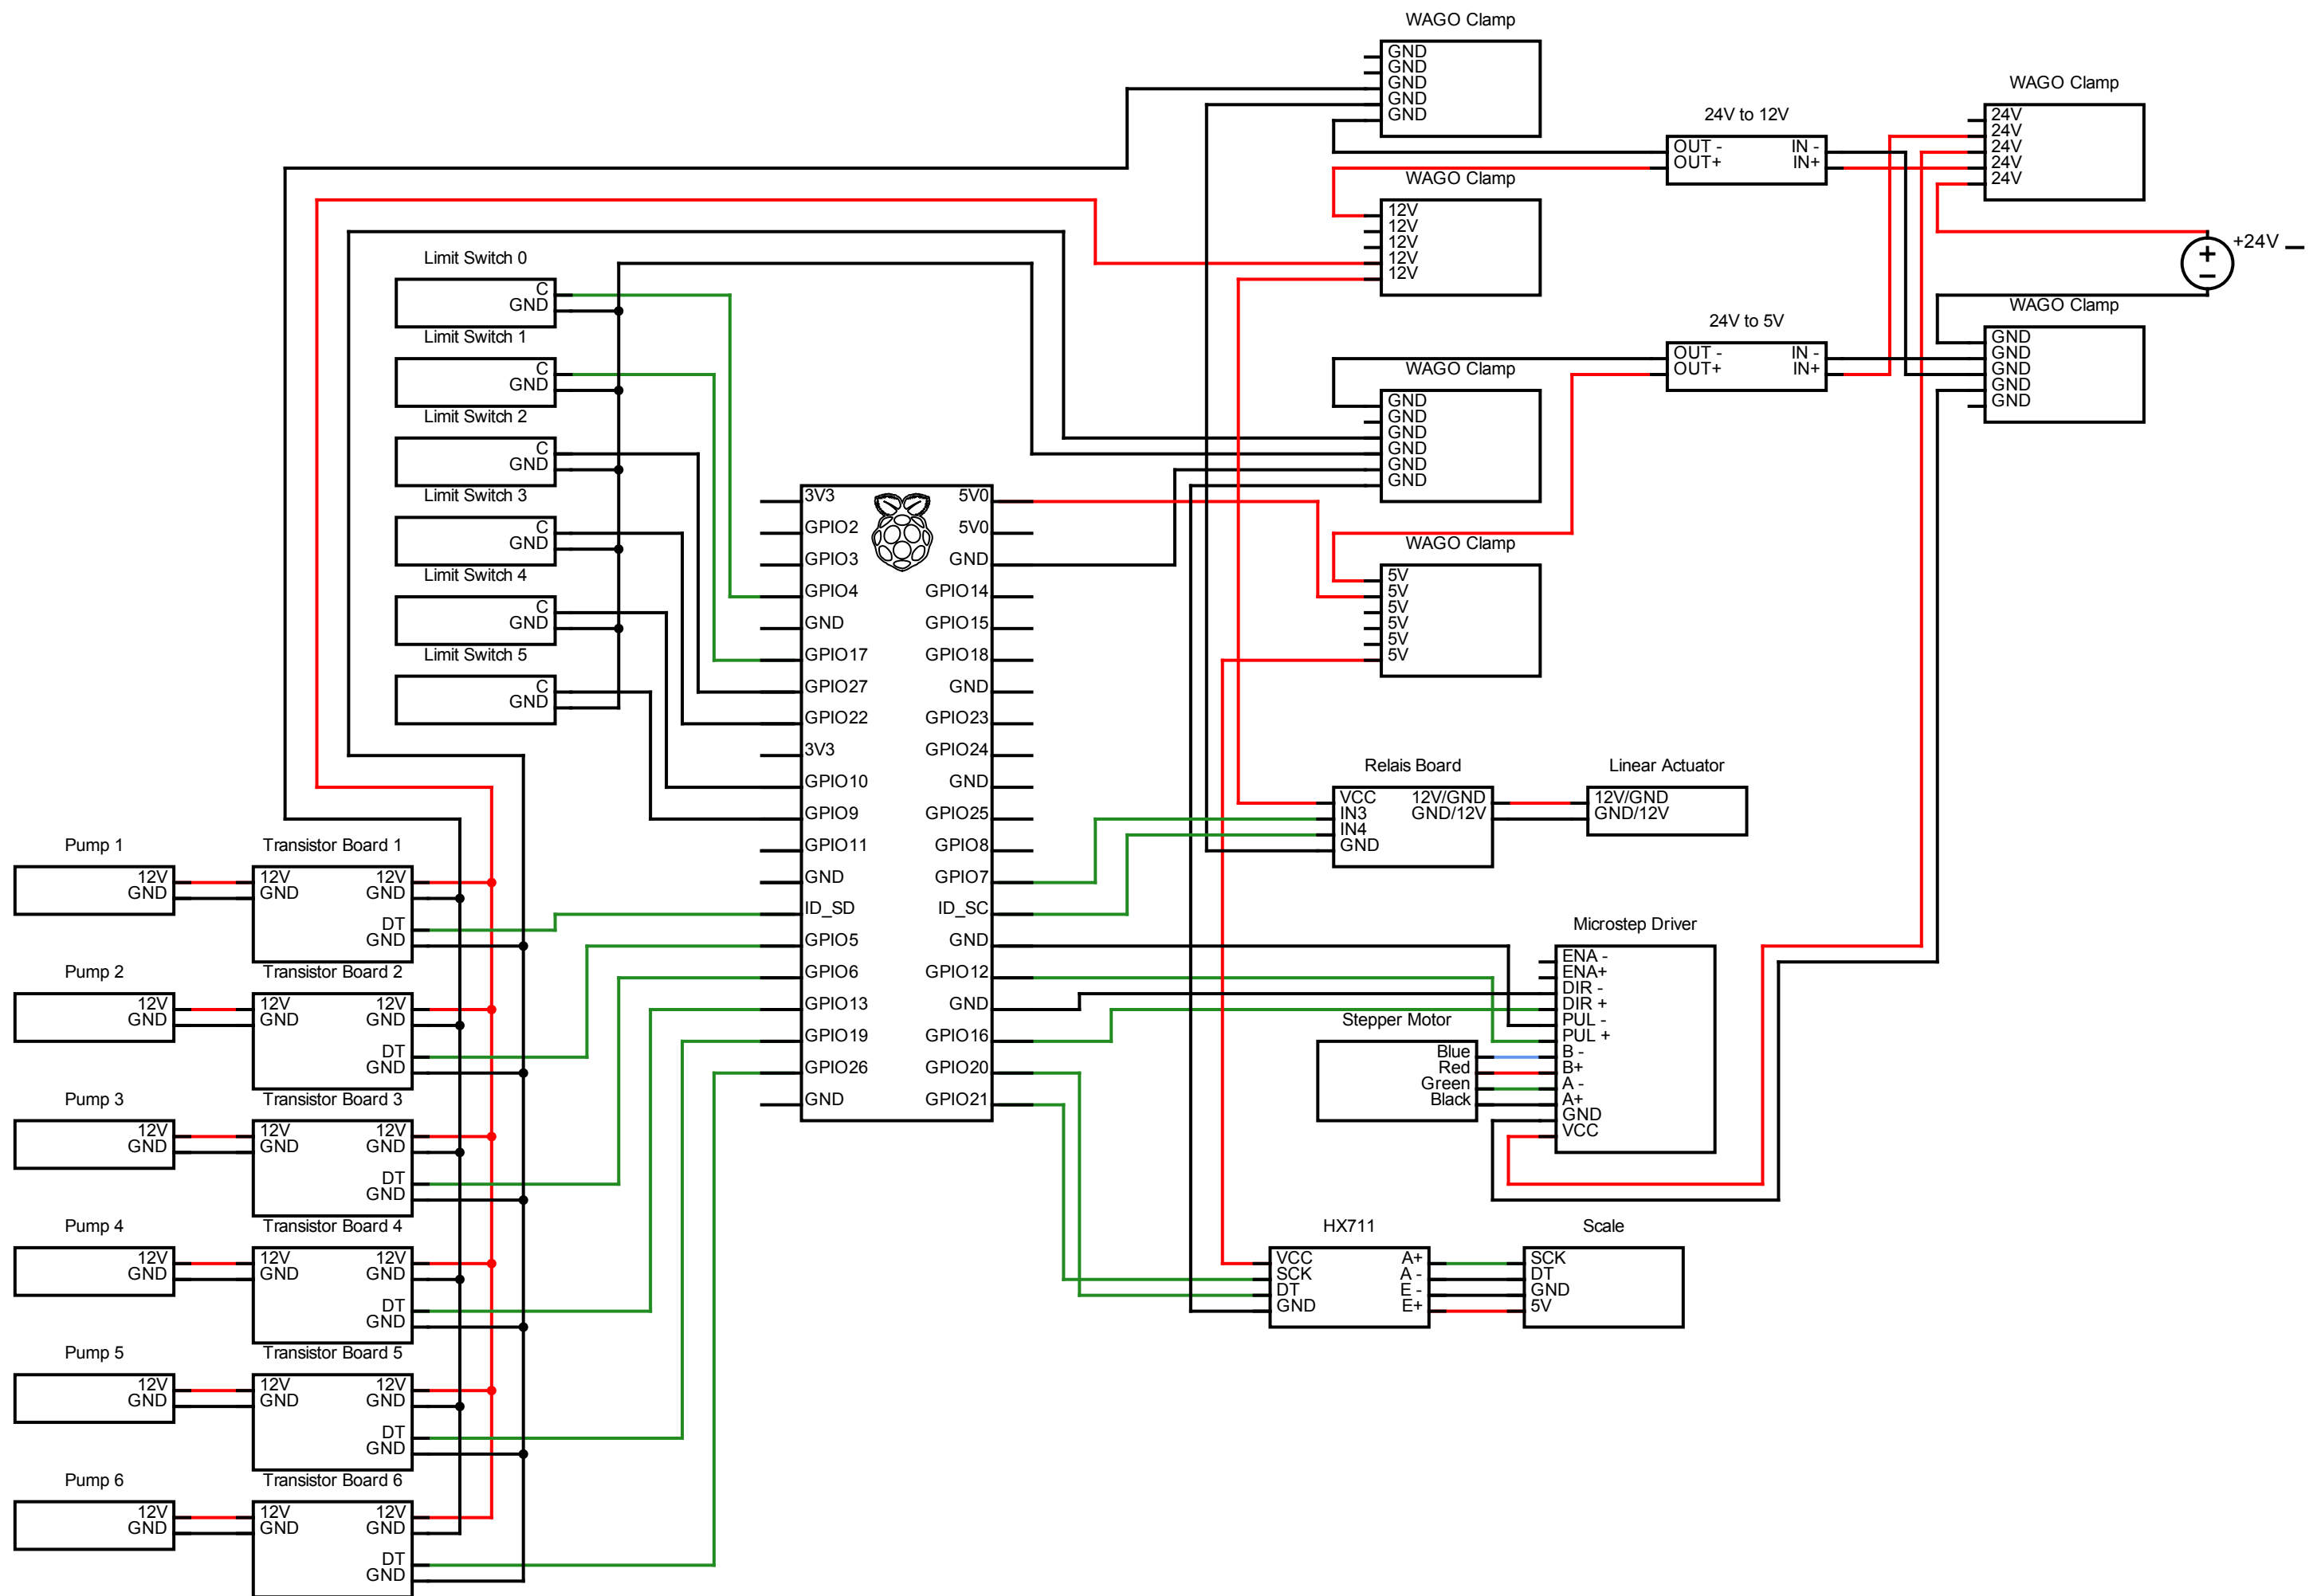 WAGO Clamp
GND
GND
GND
GND
GND
24V to 12V
OUT - IN -
OUT+ IN+
WAGO Clamp
24V
24V
24V
24V
24V
WAGO Clamp
12V
12V
12V
12V
12V
+24V
24V to 5V
OUT - IN -
OUT+ IN+
WAGO Clamp
GND
GND
GND
GND
GND
WAGO Clamp
GND
GND
GND
GND
GND
GND
WAGO Clamp
5V
5V
5V
5V
5V
5V
Limit Switch 0
C
GND
Limit Switch 1
C
GND
Limit Switch 2
C
GND
Limit Switch 3
C
GND
Limit Switch 4
C
GND
Limit Switch 5
C
GND
3V3 5V0
GPIO2 5V0
GPIO3 GND
GPIO4 GPIO14
GND GPIO15
GPIO17 GPIO18
GPIO27 GND
GPIO22 GPIO23
3V3 GPIO24
GPIO10 GND
GPIO9 GPIO25
GPIO11 GPIO8
GND GPIO7
ID_SD ID_SC
GPIO5 GND
GPIO6 GPIO12
GPIO13 GND
GPIO19 GPIO16
GPIO26 GPIO20
GND GPIO21
Relais Board
VCC 12V/GND
IN3 GND/12V
IN4
GND
Linear Actuator
12V/GND
GND/12V
Microstep Driver
ENA -
ENA+
DIR -
DIR +
PUL -
PUL +
B -
B+
A -
A+
GND
VCC
Stepper Motor
Blue
Red
Green
Black
HX711
VCC A+
SCK A -
DT E -
GND E+
Scale
SCK
DT
GND
5V
Pump 1
12V
GND
Transistor Board 1
12V 12V
GND GND
DT
GND
Pump 2
12V
GND
Transistor Board 2
12V 12V
GND GND
DT
GND
Pump 3
12V
GND
Transistor Board 3
12V 12V
GND GND
DT
GND
Pump 4
12V
GND
Transistor Board 4
12V 12V
GND GND
DT
GND
Pump 5
12V
GND
Transistor Board 5
12V 12V
GND GND
DT
GND
Pump 6
12V
GND
Transistor Board 6
12V 12V
GND GND
DT
GND